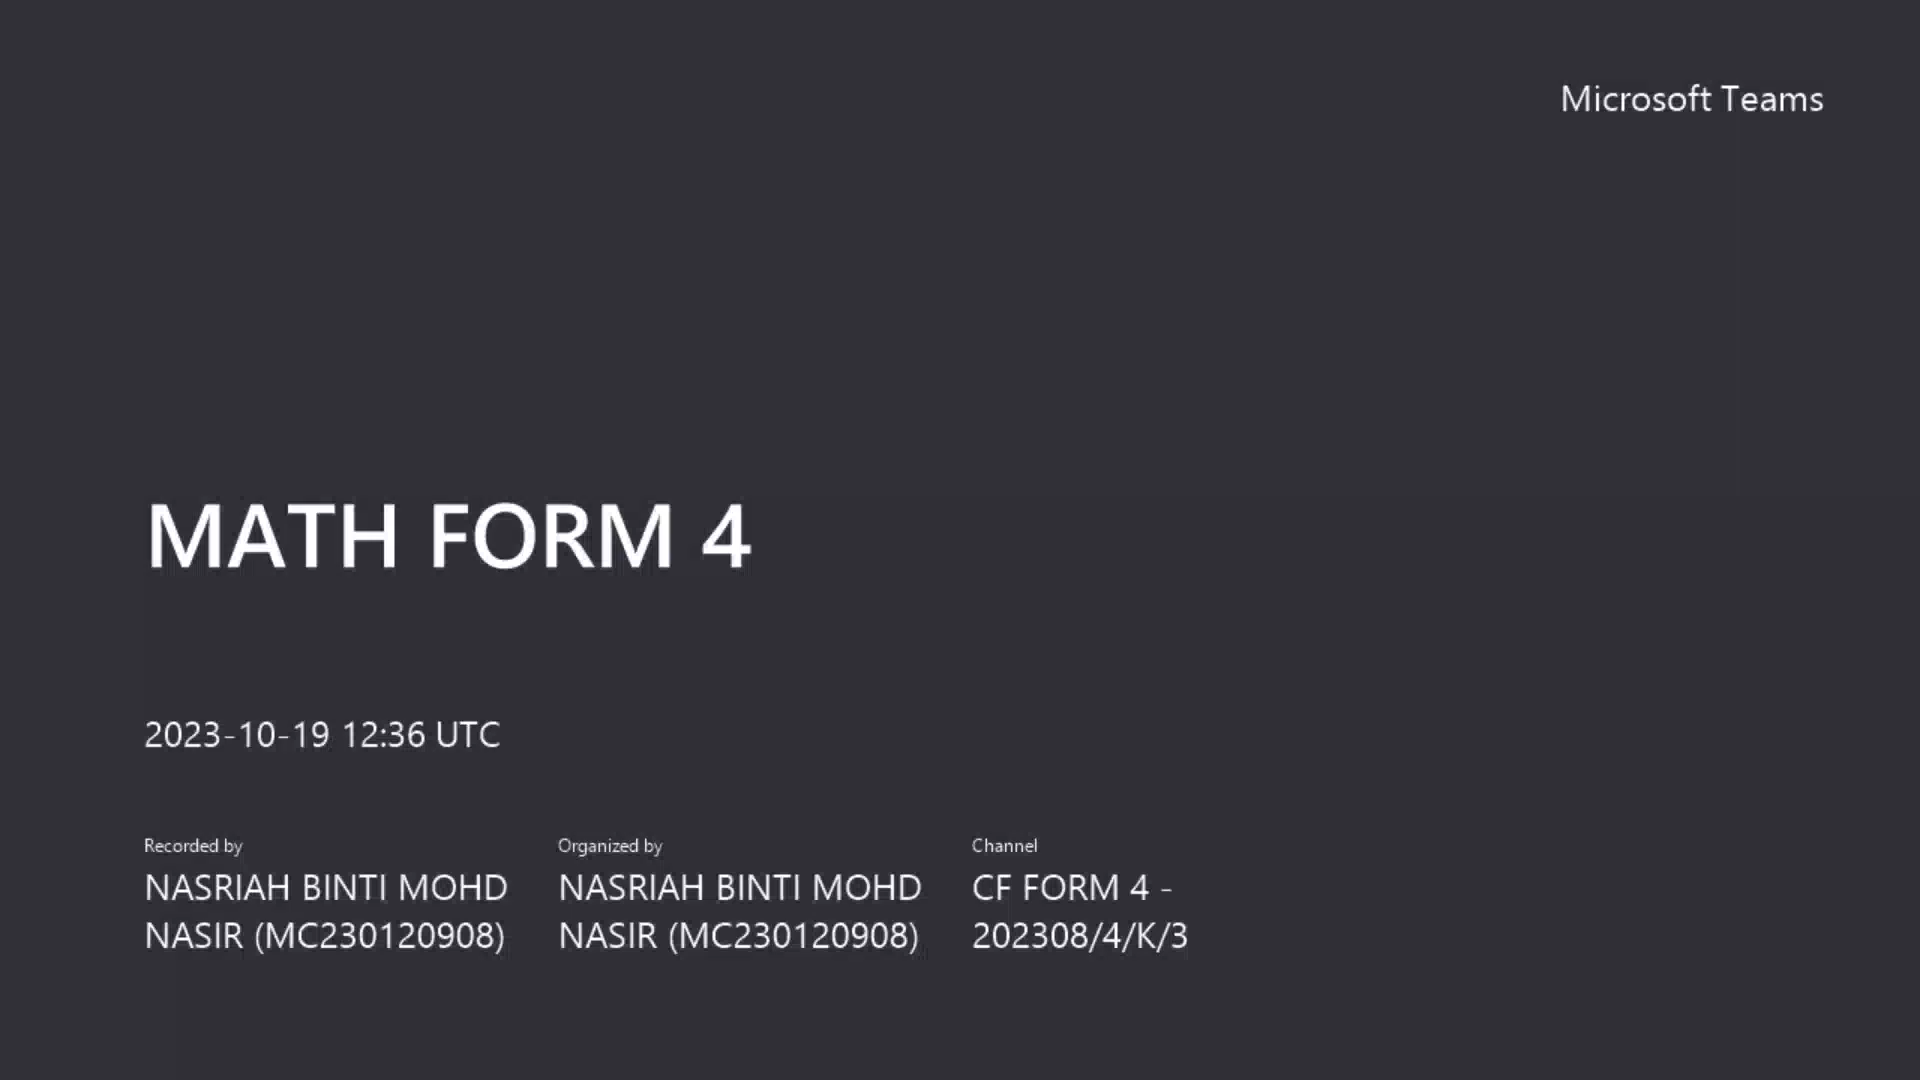 Microsoft Teams
MATH FORM 4
2023-10-19 12:36 UTC
Recorded by
NASRIAH BINTI MOHD
NASIR (MC230120908)
Organized by
NASRIAH BINTI MOHD
NASIR (MC230120908)
Channel
CF FORM 4 -
202308/4/K/3